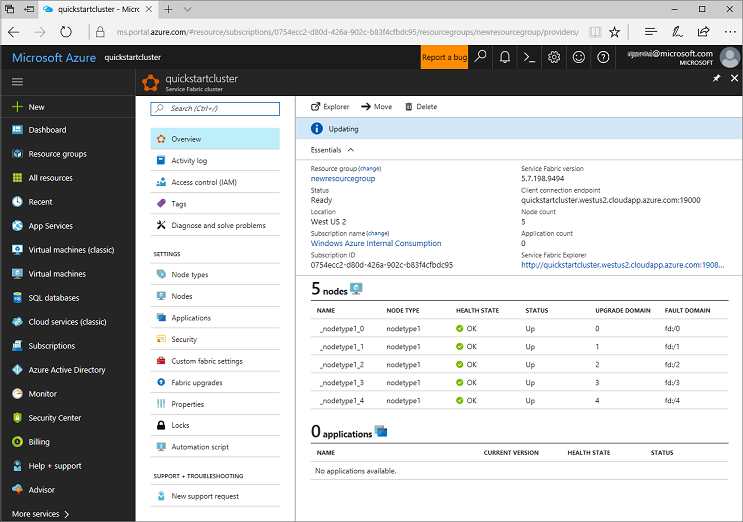 quickstartcluster - Micr
ms.portal.azure.com/#resource/subscriptions/0754ecc2-d80d-426a-902c-b83f4cfbdc95/resourcegroups/newresourcegroup/providers/
Microsoft Azure quickstartcluster
Report a bug
@microsoft.com
MICROSOFT
New
Dashboard
Resource groups
All resources
Recent
App Services
Virtual machines (classic)
Virtual machines
SQL databases
Cloud services (classic)
Subscriptions
Azure Active Directory
Monitor
Security Center
Billing
Help + support
Advisor
More services
quickstartcluster
Service Fabric cluster
Search (Ctrl+/)
Overview
Activity log
Access control (IAM)
Tags
Diagnose and solve problems
SETTINGS
Node types
Nodes
Applications
Security
Custom fabric settings
Fabric upgrades
Properties
Locks
Automation script
SUPPORT + TROUBLESHOOTING
New support request
Explorer Move Delete
Updating
Essentials
Resource group (change)
newresourcegroup
Status
Ready
Location
West US 2
Subscription name (change)
Windows Azure Internal Consumption
Subscription ID
0754ecc2-d80d-426a-902c-b83f4cfbdc95
Service Fabric version
5.7.198.9494
Client connection endpoint
quickstartcluster.westus2.cloudapp.azure.com:19000
Node count
5
Application count
0
Service Fabric Explorer
http://quickstartcluster.westus2.cloudapp.azure.com:1908...
5 nodes
NAME NODE TYPE HEALTH STATE STATUS UPGRADE DOMAIN FAULT DOMAIN
_nodetype1_0 nodetype1 OK Up 0 fd:/0
_nodetype1_1 nodetype1 OK Up 1 fd:/1
_nodetype1_2 nodetype1 OK Up 2 fd:/2
_nodetype1_3 nodetype1 OK Up 3 fd:/3
_nodetype1_4 nodetype1 OK Up 4 fd:/4
0 applications
NAME CURRENT VERSION HEALTH STATE STATUS
No applications available.